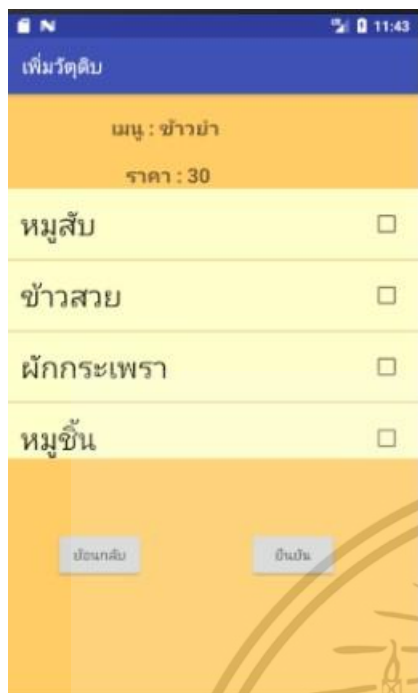 11:43
เพิ่มวัตุดิบ
เมนู : ข้าวยำ
ราคา : 30
หมูสับ
ข้าวสวย
ผักกระเพรา
หมูชิ้น
ย้อนกลับ
ยืนยัน